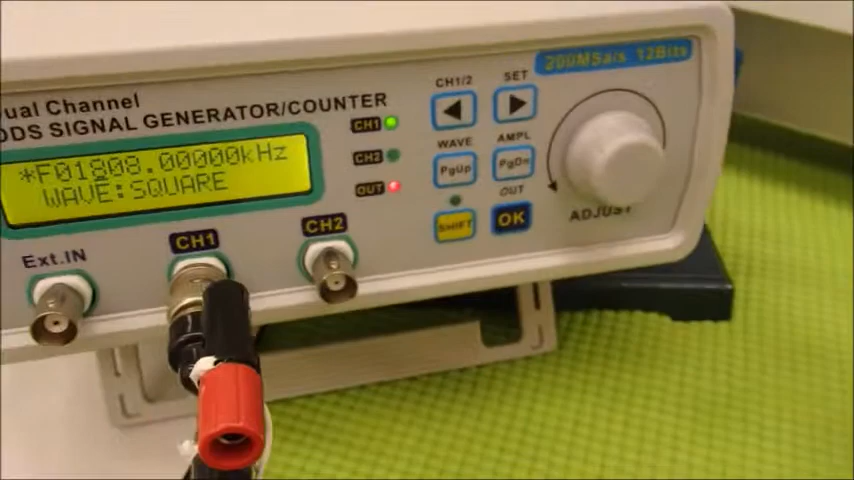 200MSa/s 12Bits
Dual Channel
DDS SIGNAL GENERATOR/COUNTER
CH1/2
SET
CH1
CH2
OUT
WAVE
AMPL
PgUp
PgDn
OUT
SHIFT
OK
ADJUST
*F01808.00000kHz
WAVE:SQUARE
Ext.IN
CH1
CH2